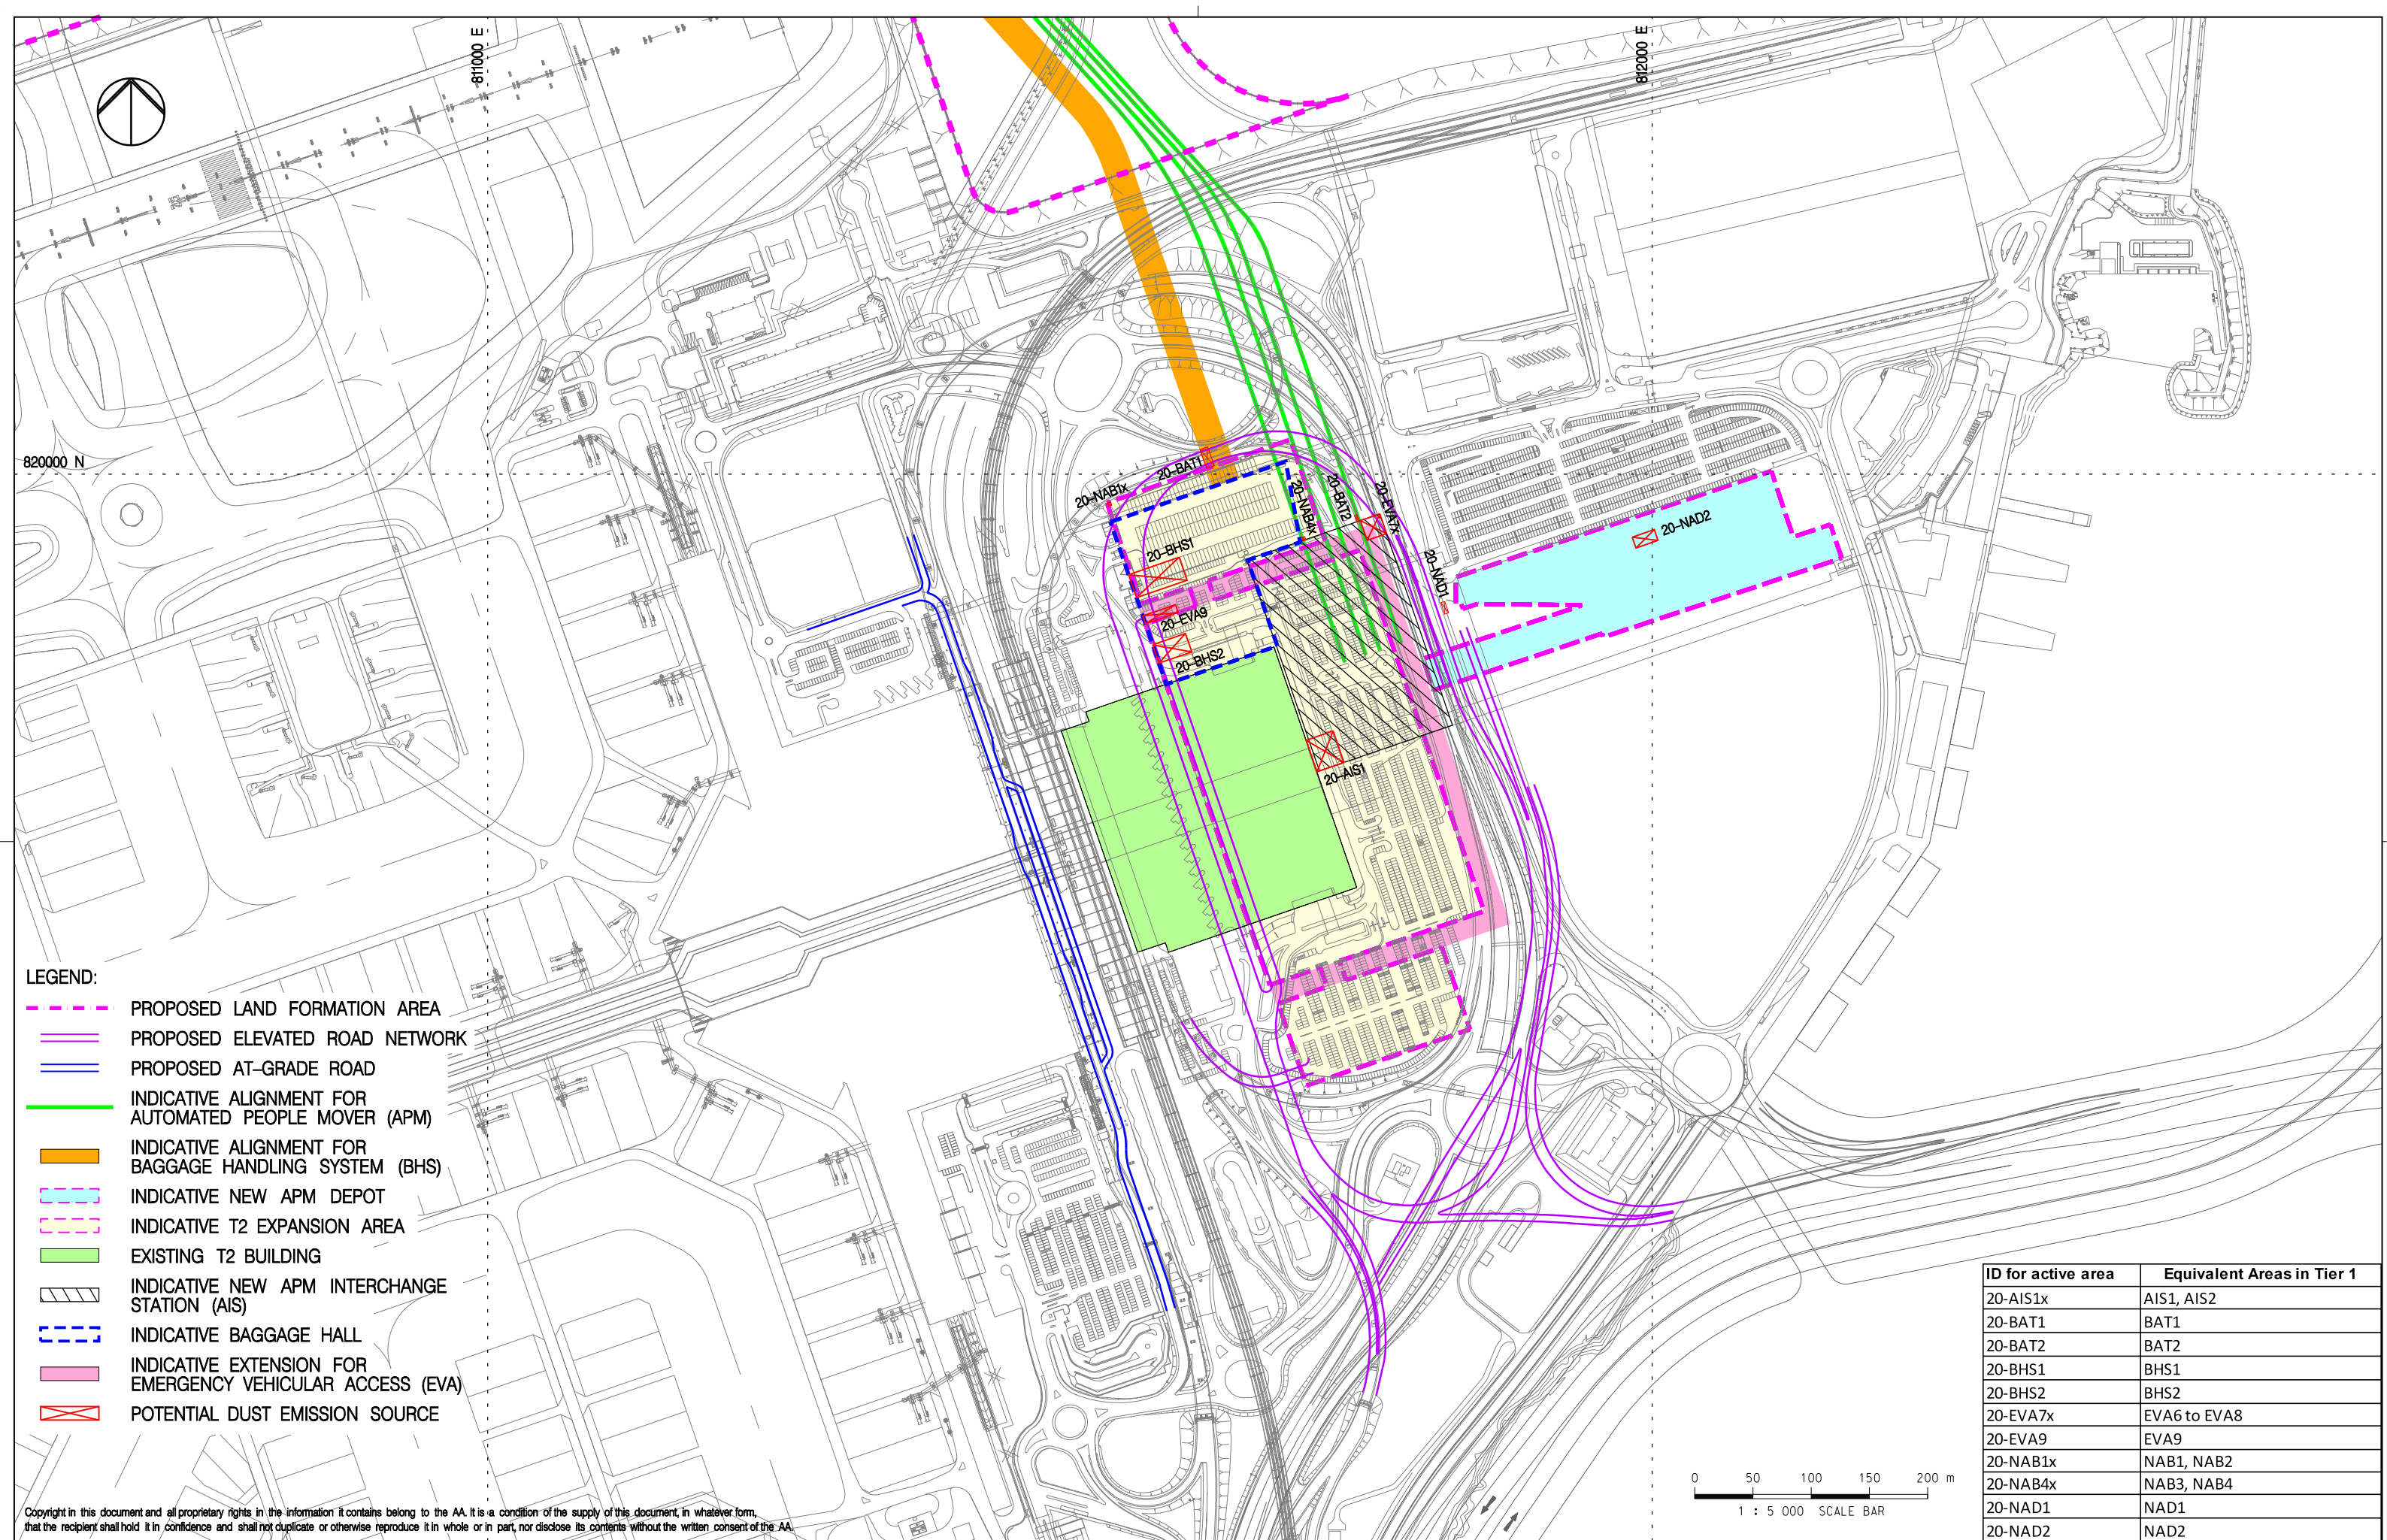 811000 E
812000 E
820000 N
20-BAT1
20-NAB1x
20-NAB4x
20-BAT2
20-EVA7x
20-NAD2
20-BHS1
20-NAD1
20-EVA9
20-BHS2
20-AIS1
LEGEND:
PROPOSED LAND FORMATION AREA
PROPOSED ELEVATED ROAD NETWORK
PROPOSED AT-GRADE ROAD
INDICATIVE ALIGNMENT FOR
AUTOMATED PEOPLE MOVER (APM)
INDICATIVE ALIGNMENT FOR
BAGGAGE HANDLING SYSTEM (BHS)
INDICATIVE NEW APM DEPOT
INDICATIVE T2 EXPANSION AREA
EXISTING T2 BUILDING
INDICATIVE NEW APM INTERCHANGE
STATION (AIS)
INDICATIVE BAGGAGE HALL
INDICATIVE EXTENSION FOR
EMERGENCY VEHICULAR ACCESS (EVA)
POTENTIAL DUST EMISSION SOURCE
Copyright in this document and all proprietary rights in the information it contains belong to the AA. It is a condition of the supply of this document, in whatever form,
that the recipient shall hold it in confidence and shall not duplicate or otherwise reproduce it in whole or in part, nor disclose its contents without the written consent of the AA.
0 50 100 150 200 m
1 : 5 000 SCALE BAR
ID for active area Equivalent Areas in Tier 1
20-AIS1x AIS1, AIS2
20-BAT1 BAT1
20-BAT2 BAT2
20-BHS1 BHS1
20-BHS2 BHS2
20-EVA7x EVA6 to EVA8
20-EVA9 EVA9
20-NAB1x NAB1, NAB2
20-NAB4x NAB3, NAB4
20-NAD1 NAD1
20-NAD2 NAD2